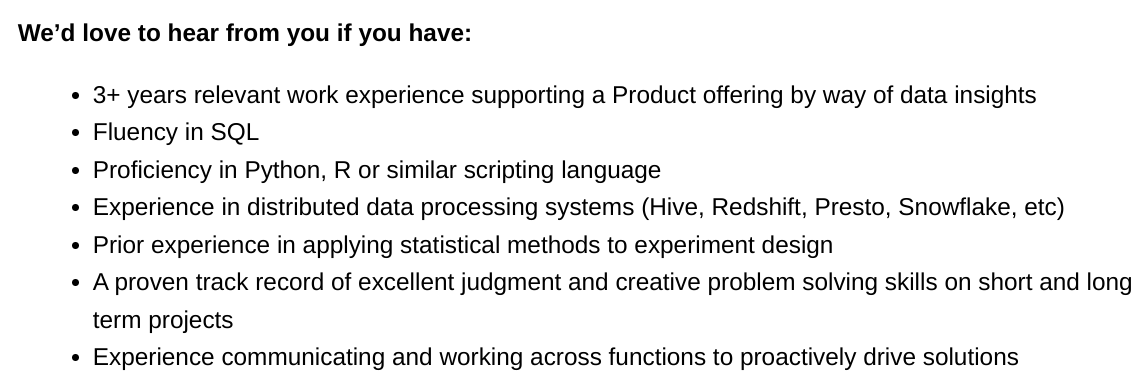 We’d love to hear from you if you have:
• 3+ years relevant work experience supporting a Product offering by way of data insights
• Fluency in SQL
• Proficiency in Python, R or similar scripting language
• Experience in distributed data processing systems (Hive, Redshift, Presto, Snowflake, etc)
• Prior experience in applying statistical methods to experiment design
• A proven track record of excellent judgment and creative problem solving skills on short and long
term projects
• Experience communicating and working across functions to proactively drive solutions